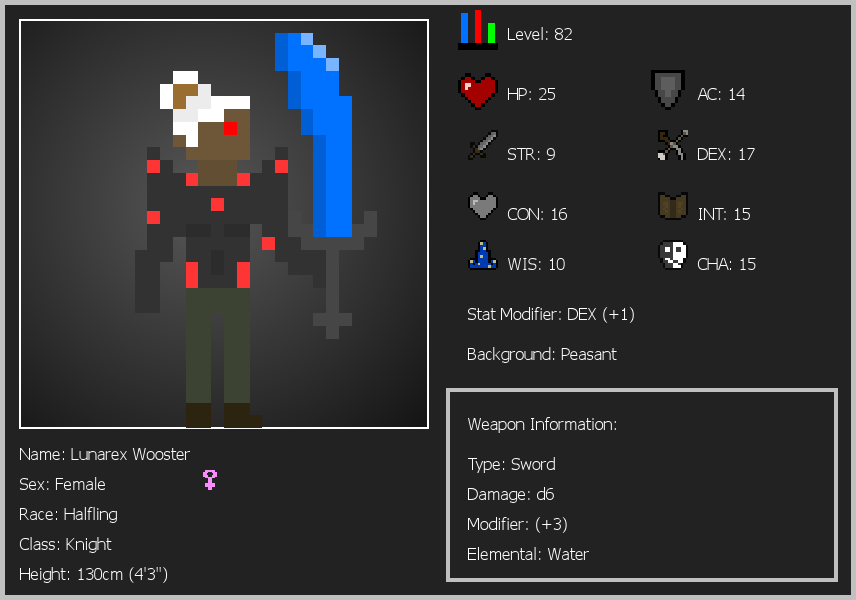 Level: 82
HP: 25
AC: 14
STR: 9
DEX: 17
CON: 16
INT: 15
WIS: 10
CHA: 15
Stat Modifier: DEX (+1)
Background: Peasant
Weapon Information:
Type: Sword
Damage: d6
Modifier: (+3)
Elemental: Water
Name: Lunarex Wooster
Sex: Female
Race: Halfling
Class: Knight
Height: 130cm (4'3")